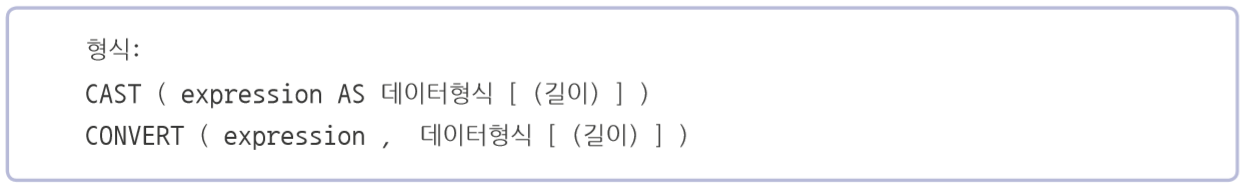 형식:
CAST ( expression AS 데이터형식 [ (길이) ] )
CONVERT ( expression , 데이터형식 [ (길이) ] )